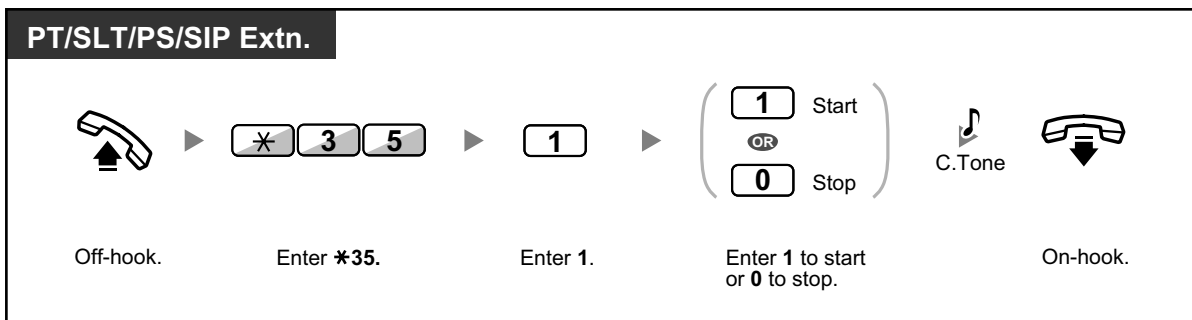 PT/SLT/PS/SIP Extn.
* 3 5
1
1 Start
OR
0 Stop
C.Tone
Off-hook.
Enter *35.
Enter 1.
Enter 1 to start
or 0 to stop.
On-hook.